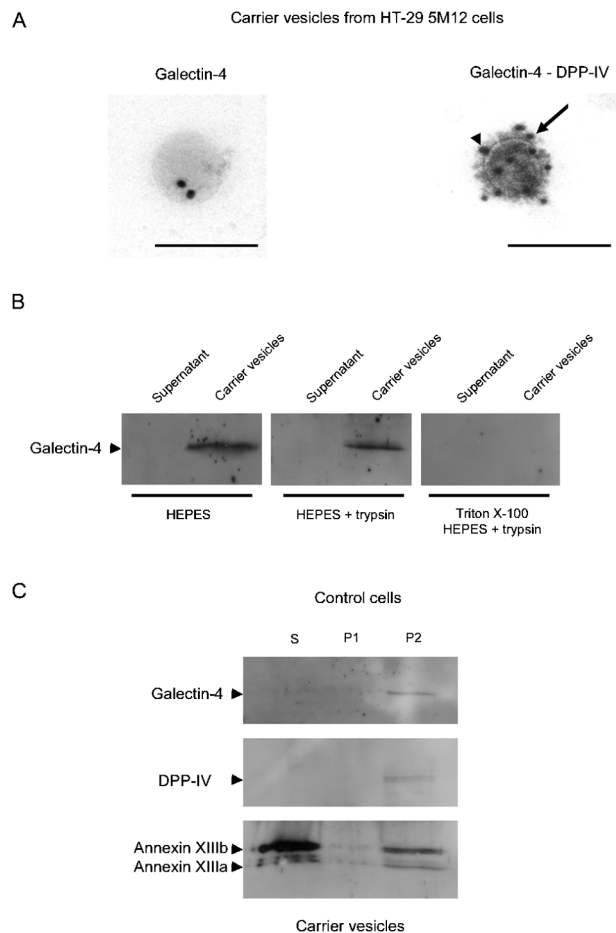 A
Carrier vesicles from HT-29 5M12 cells
Galectin-4
Galectin-4 - DPP-IV
B
Supernatant
Carrier vesicles
Supernatant
Carrier vesicles
Supernatant
Carrier vesicles
Galectin-4
HEPES
HEPES + trypsin
Triton X-100
HEPES + trypsin
C
Control cells
S P1 P2
Galectin-4
DPP-IV
Annexin XIIIb
Annexin XIIIa
Carrier vesicles